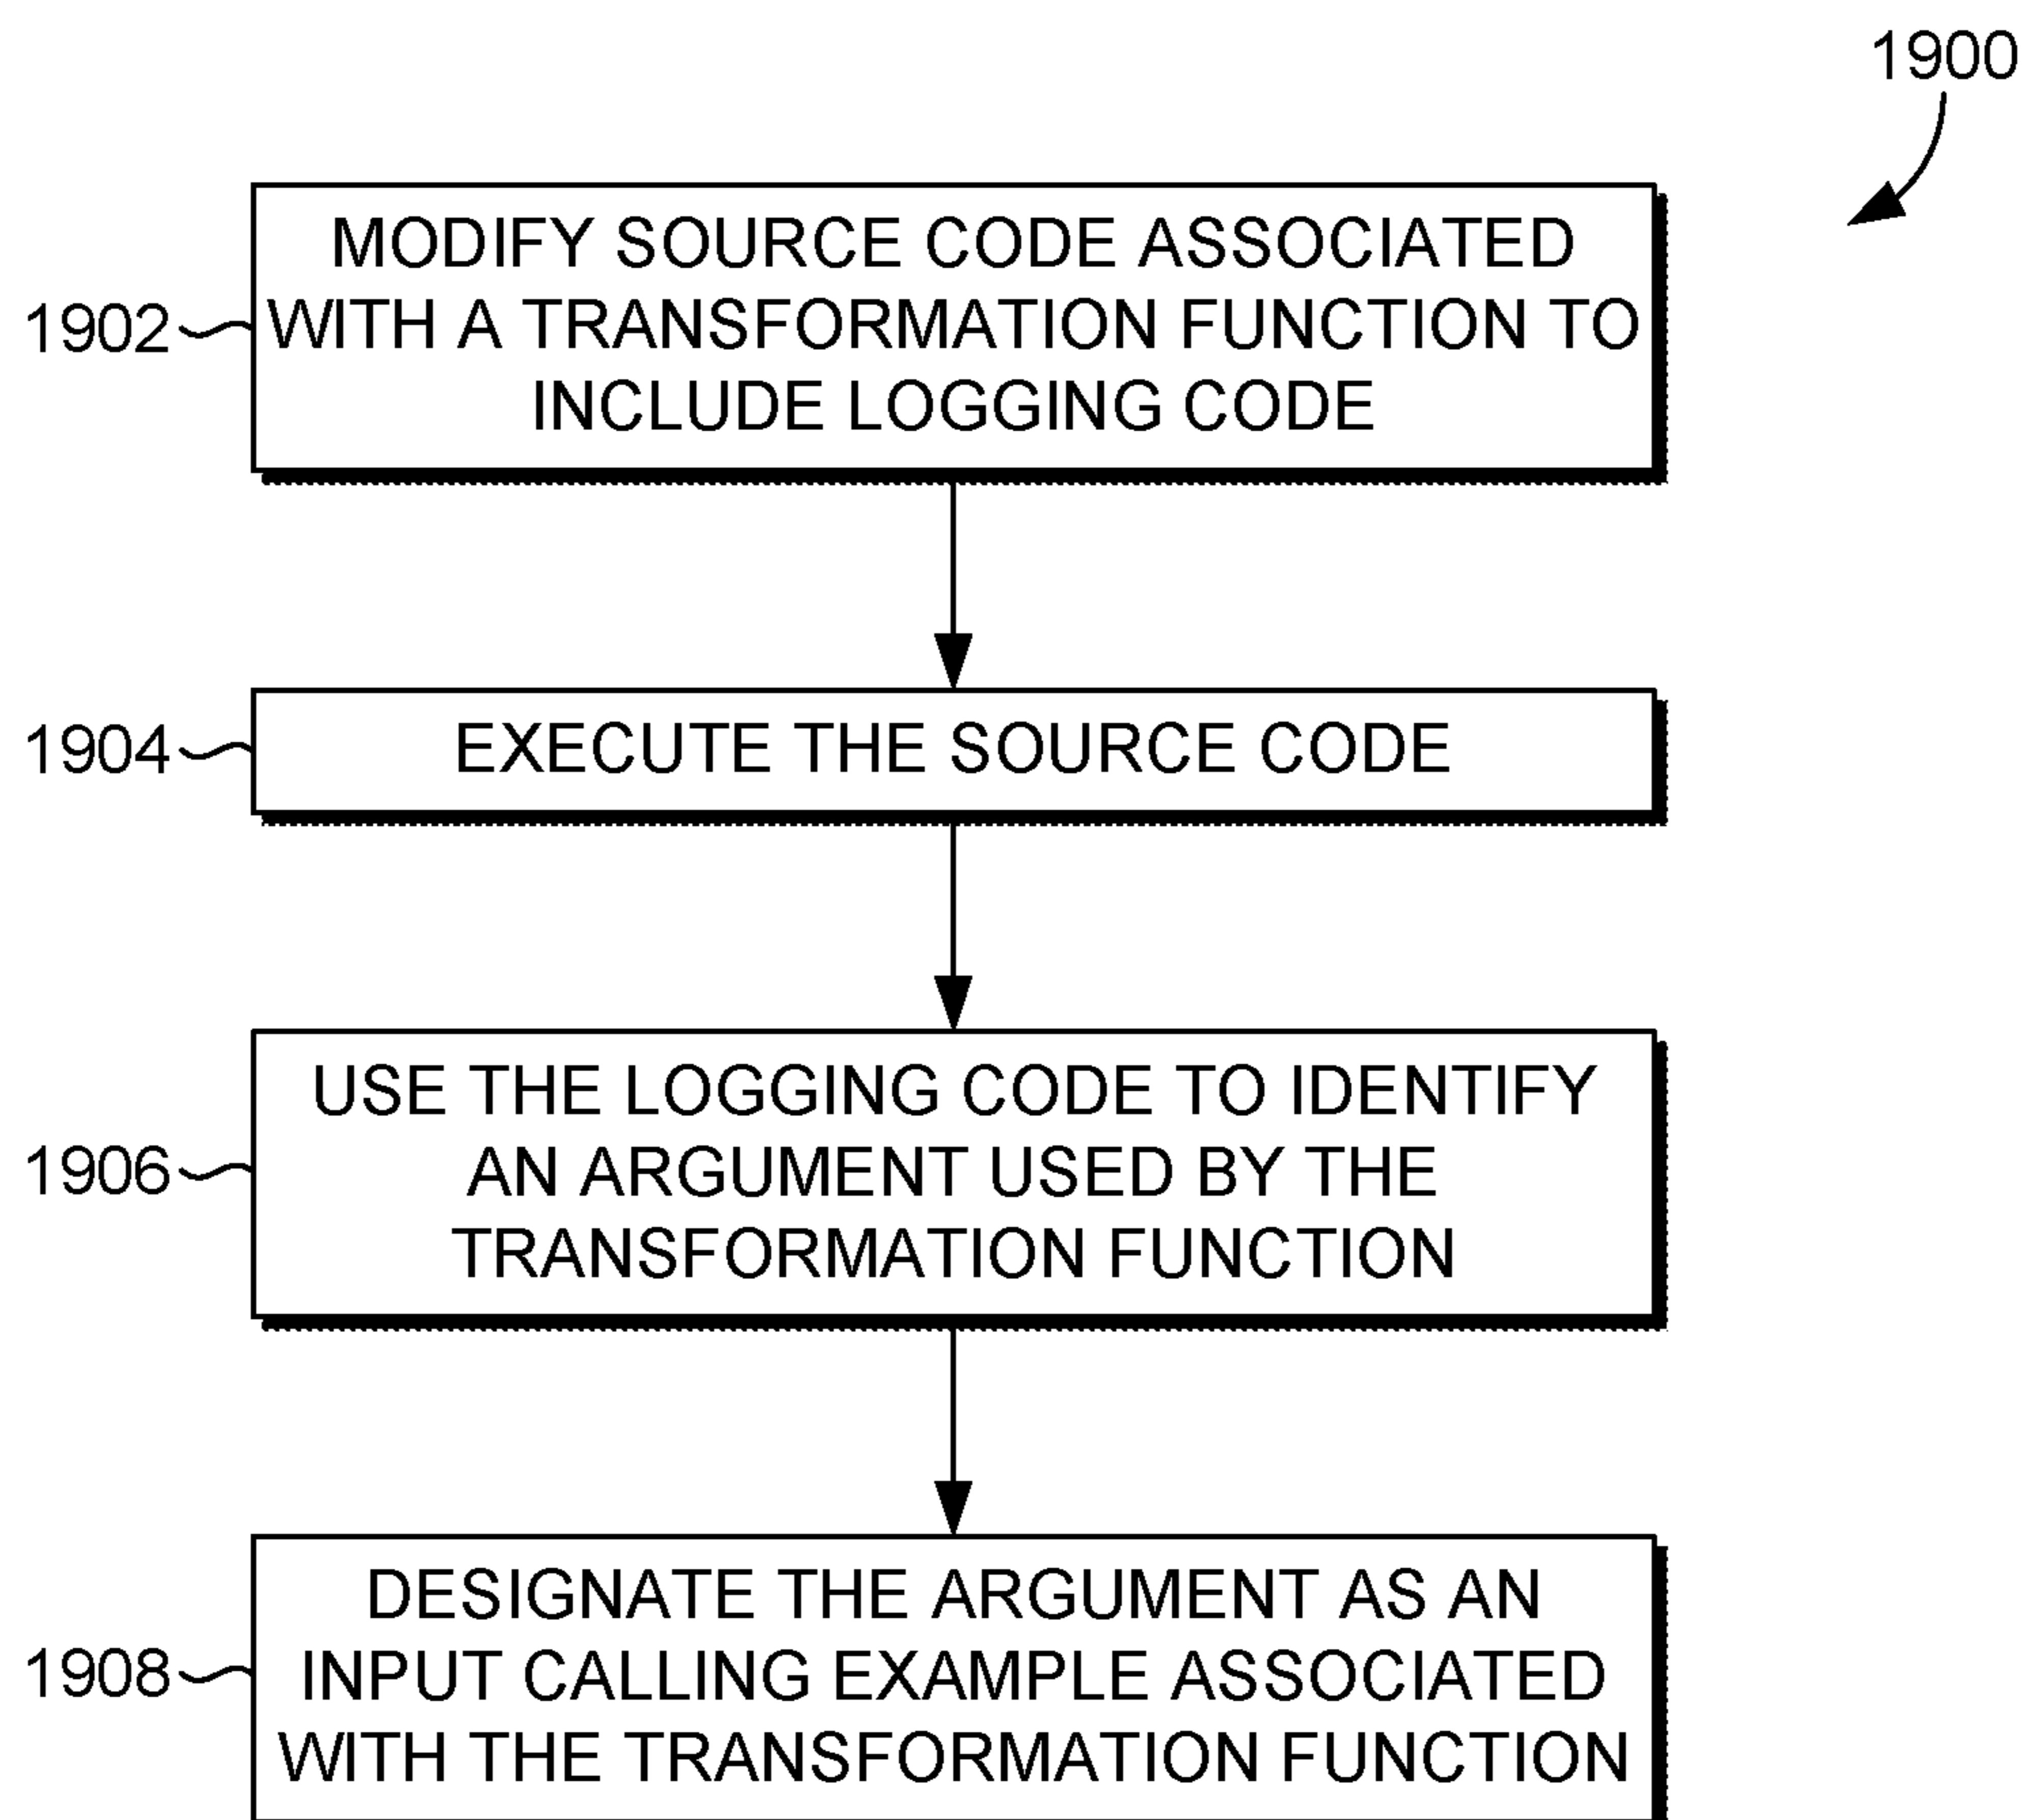 1900
MODIFY SOURCE CODE ASSOCIATED
1902 WITH A TRANSFORMATION FUNCTION TO
INCLUDE LOGGING CODE
1904 EXECUTE THE SOURCE CODE
USE THE LOGGING CODE TO IDENTIFY
1906 AN ARGUMENT USED BY THE
TRANSFORMATION FUNCTION
DESIGNATE THE ARGUMENT AS AN
1908 INPUT CALLING EXAMPLE ASSOCIATED
WITH THE TRANSFORMATION FUNCTION